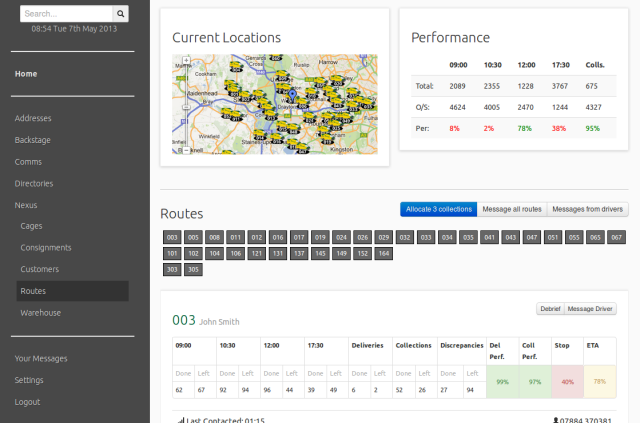 Search...
08:54 Tue 7th May 2013
Home
Addresses
Backstage
Comms
Directories
Nexus
Cages
Consignments
Customers
Routes
Warehouse
Your Messages
Settings
Logout
Current Locations
Performance
09:00 10:30 12:00 17:30 Colls.
Total: 2089 2355 1228 3767 675
O/S: 4624 4005 2470 1244 4327
Per: 8% 2% 78% 38% 95%
Routes
Allocate 3 collections Message all routes Messages from drivers
003 005 008 011 012 016 017 019 024 026 029 032 033 034 035 041 043 047 051 055 065 067
101 102 104 106 121 131 137 145 149 152 164
303 305
003 John Smith
Debrief Message Driver
09:00 10:30 12:00 17:30 Deliveries Collections Discrepancies Del Perf. Coll Perf. Stop ETA
Done Left Done Left Done Left Done Left Done Left Done Left Done Left
62 67 92 94 96 44 39 49 6 2 52 26 27 94 99% 97% 40% 78%
Last Contacted: 01:15
07884 370381